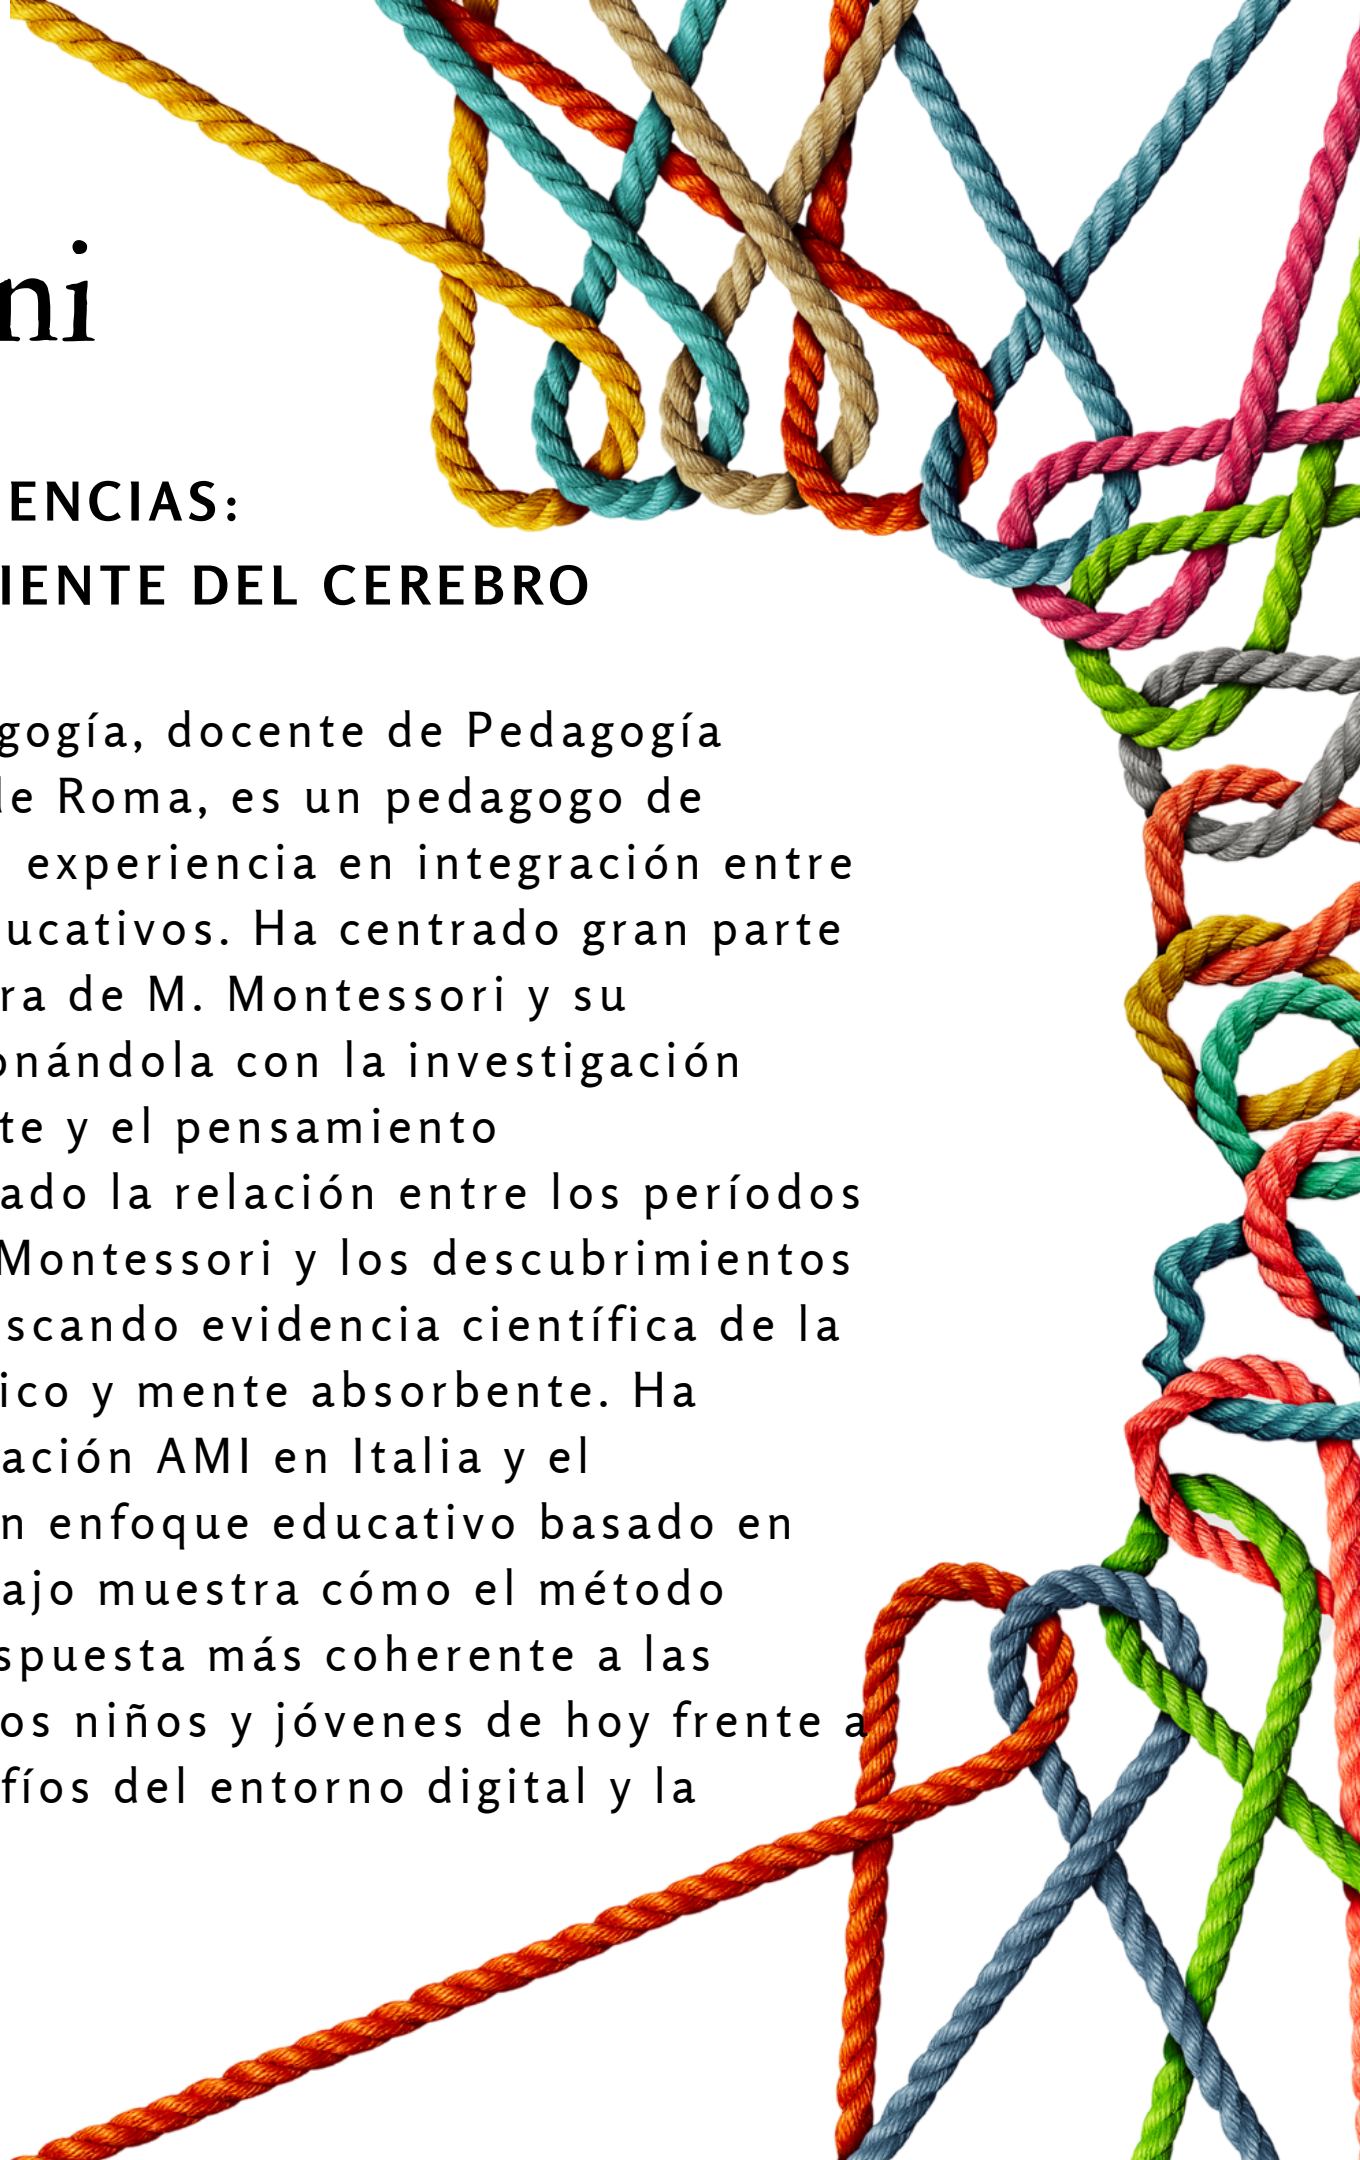 ni
ENCIAS:
IENTE DEL CEREBRO
gogía, docente de Pedagogía
de Roma, es un pedagogo de
experiencia en integración entre
ucativos. Ha centrado gran parte
ra de M. Montessori y su
onándola con la investigación
te y el pensamiento
ado la relación entre los períodos
Montessori y los descubrimientos
scando evidencia científica de la
ico y mente absorbente. Ha
ación AMI en Italia y el
n enfoque educativo basado en
ajo muestra cómo el método
spuesta más coherente a las
os niños y jóvenes de hoy frente a
fíos del entorno digital y la